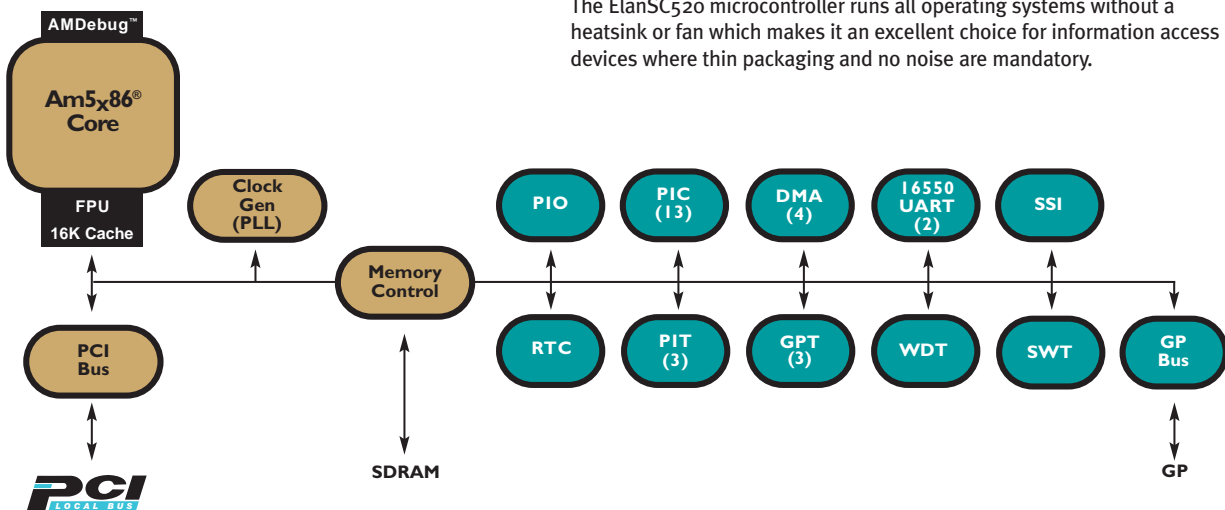 The ElanSC520 microcontroller runs all operating systems without a
heatsink or fan which makes it an excellent choice for information access
devices where thin packaging and no noise are mandatory.
AMDebug™
Am5x86®
Core
FPU
16K Cache
Clock
Gen
(PLL)
Memory
Control
PIO
PIC
(13)
DMA
(4)
16550
UART
(2)
SSI
PCI
Bus
RTC
PIT
(3)
GPT
(3)
WDT
SWT
GP
Bus
SDRAM
GP
PCI
LOCAL BUS